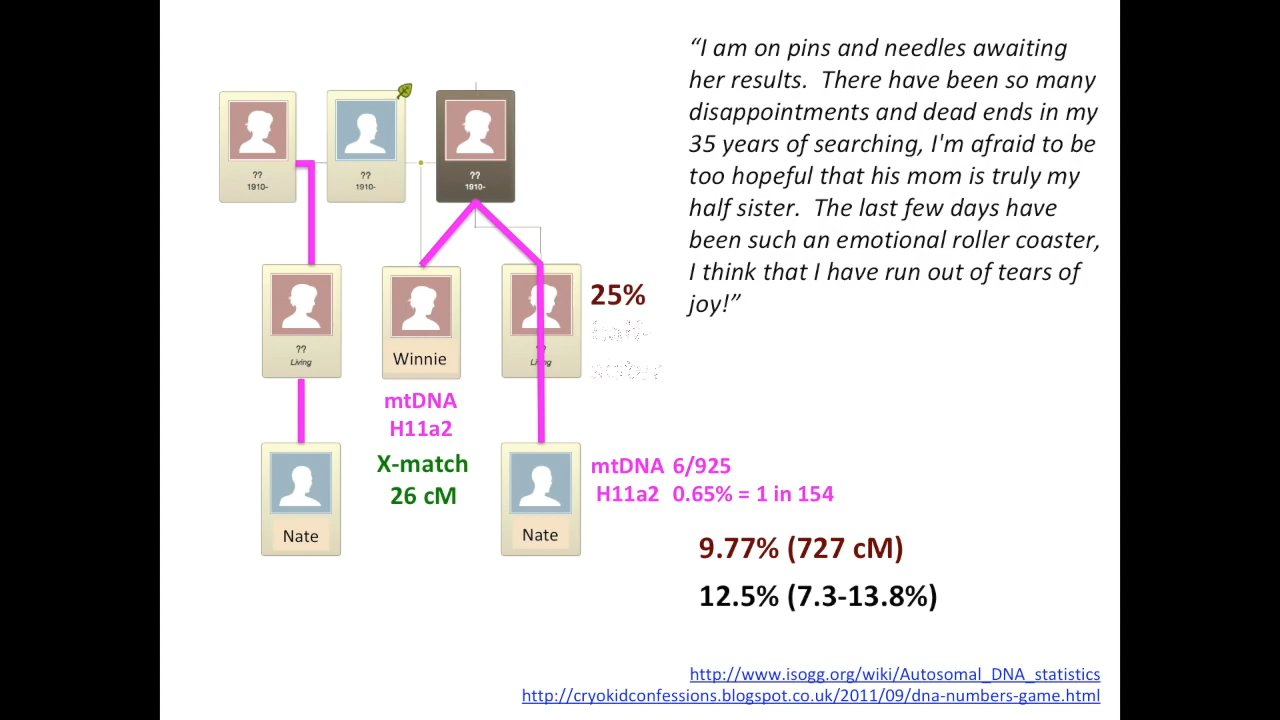 “I am on pins and needles awaiting
her results.  There have been so many
disappointments and dead ends in my
35 years of searching, I'm afraid to be
too hopeful that his mom is truly my
half sister.  The last few days have
been such an emotional roller coaster,
I think that I have run out of tears of
joy!”
??
1910-
??
1910-
??
1910-
??
Living
Winnie
??
Living
25%
half-
sister
mtDNA
H11a2
X-match
26 cM
Nate
Nate
mtDNA 6/925
H11a2 0.65% = 1 in 154
9.77% (727 cM)
12.5% (7.3-13.8%)
http://www.isogg.org/wiki/Autosomal_DNA_statistics
http://cryokidconfessions.blogspot.co.uk/2011/09/dna-numbers-game.html